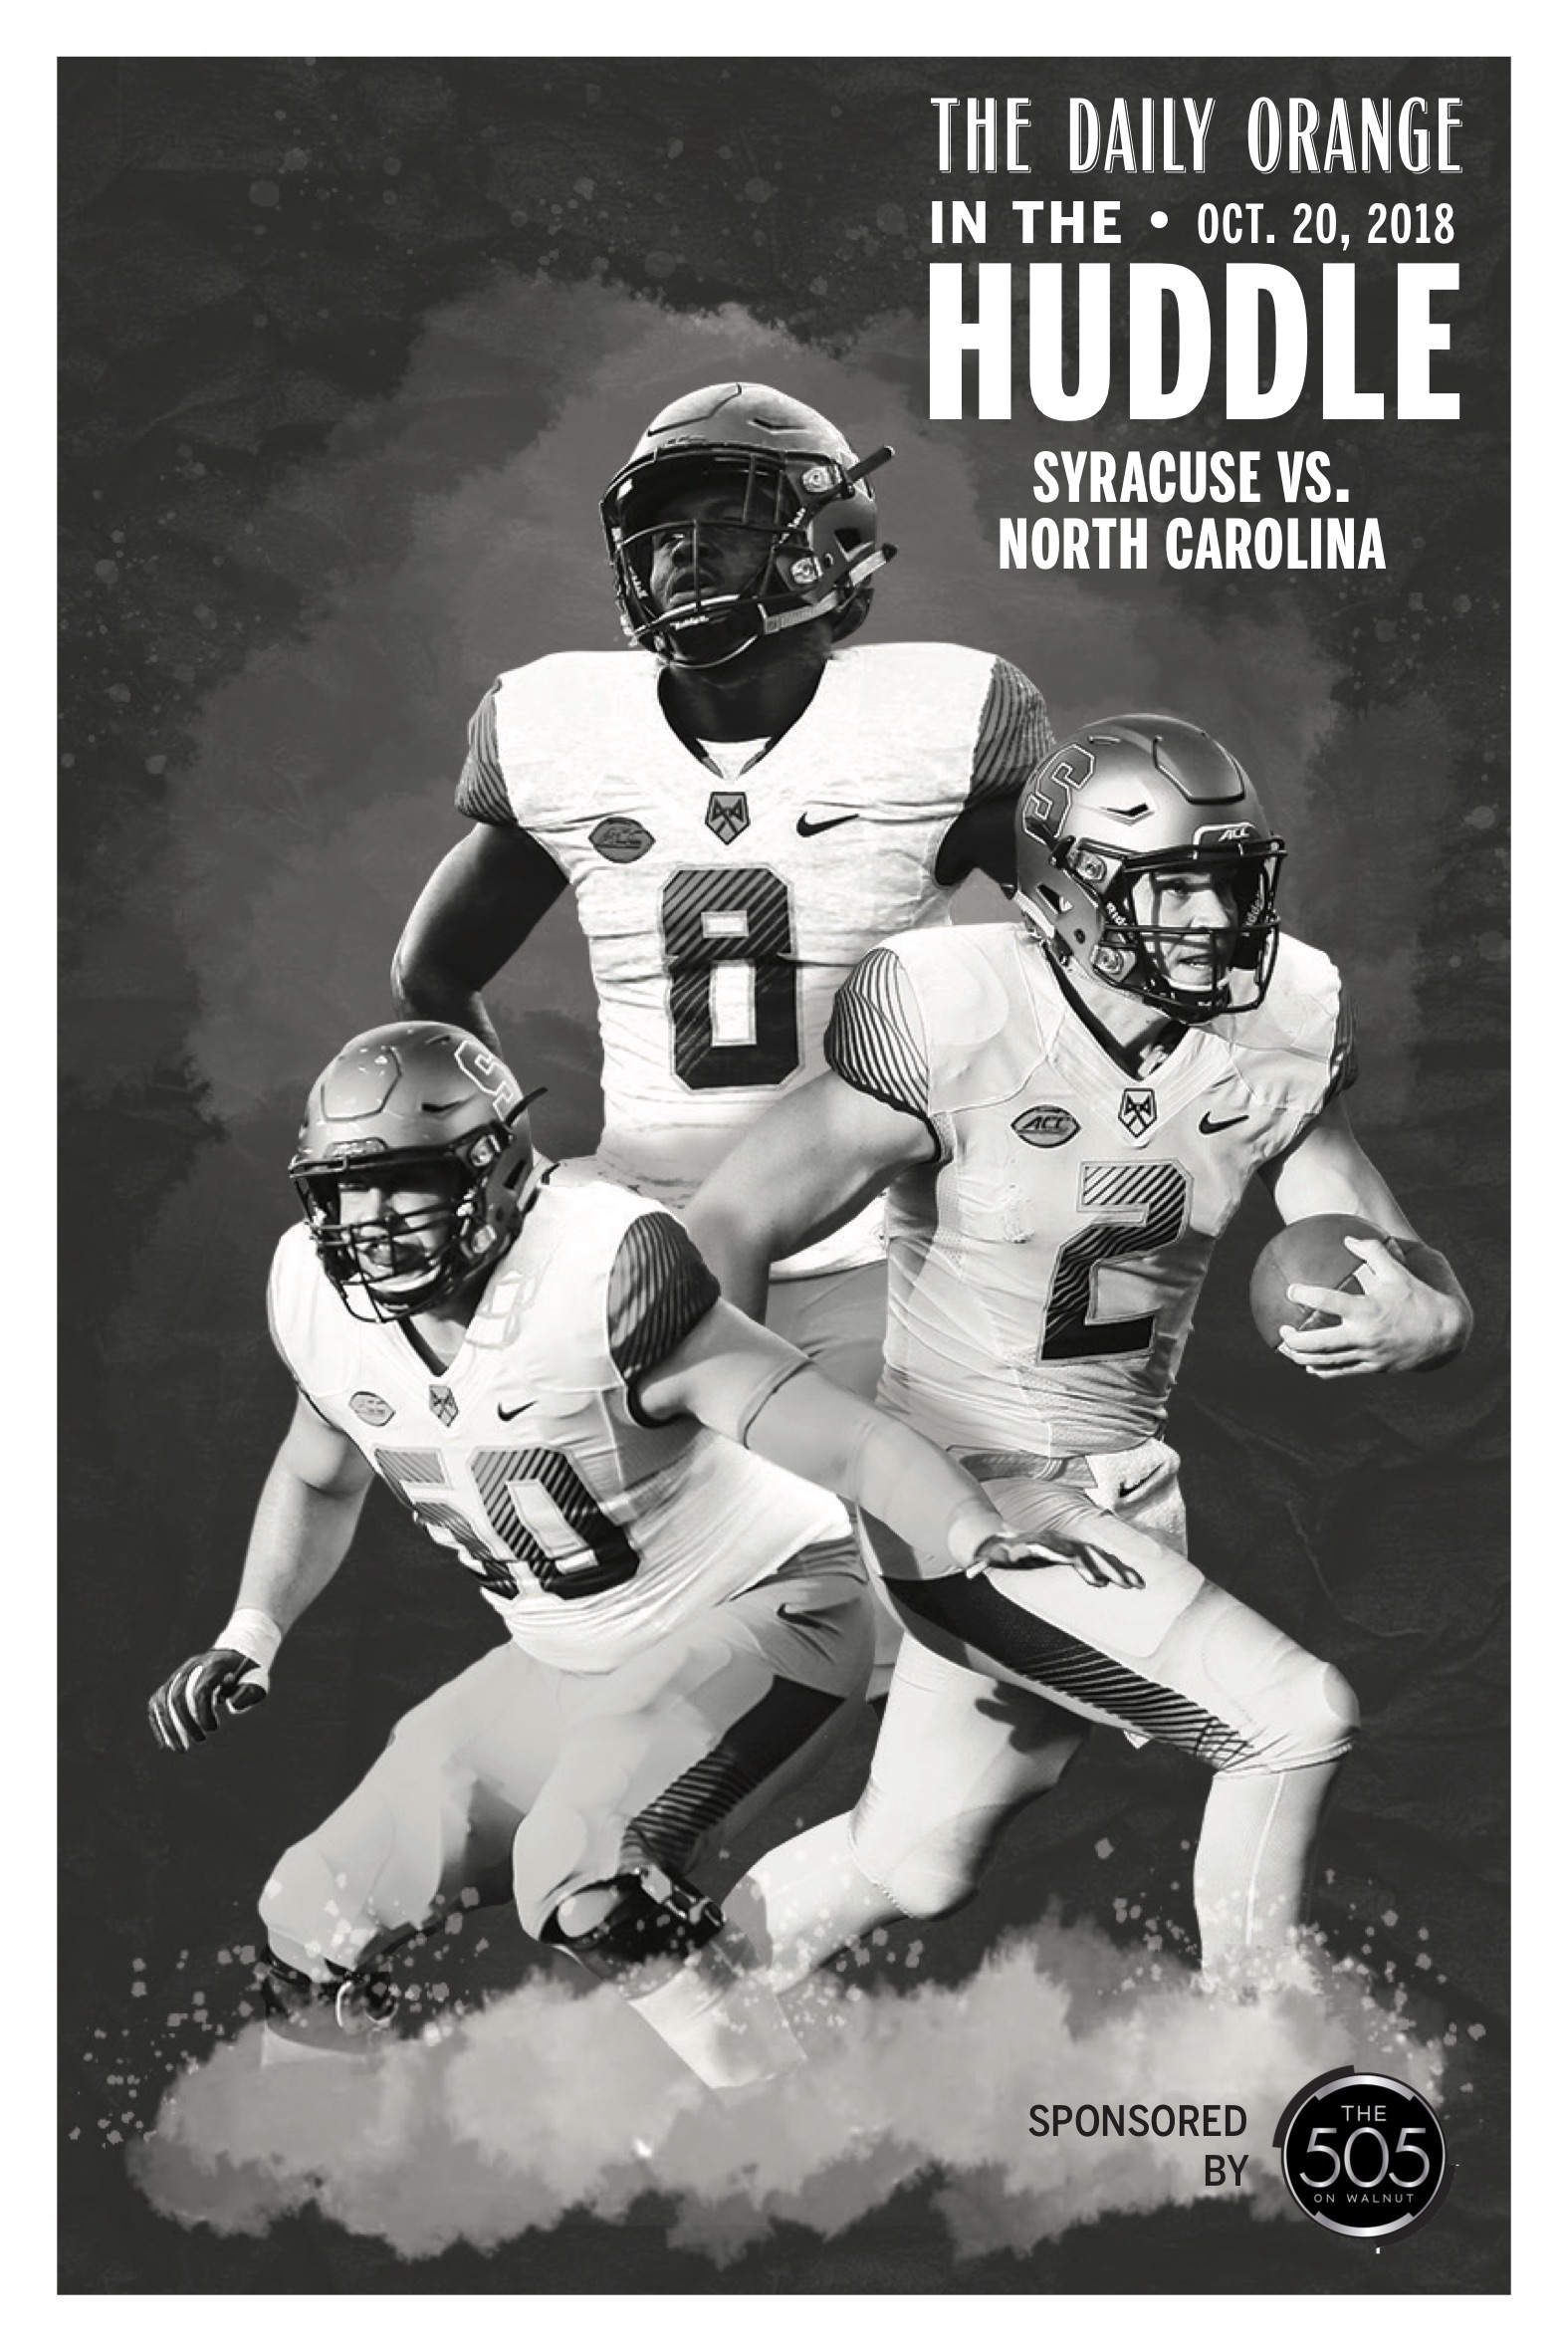 THE DAILY ORANGE
IN THE • OCT. 20, 2018
HUDDLE
SYRACUSE VS.
NORTH CAROLINA
8
S
ACC
ACC
2
S
50
SPONSORED
BY
THE
505
ON WALNUT